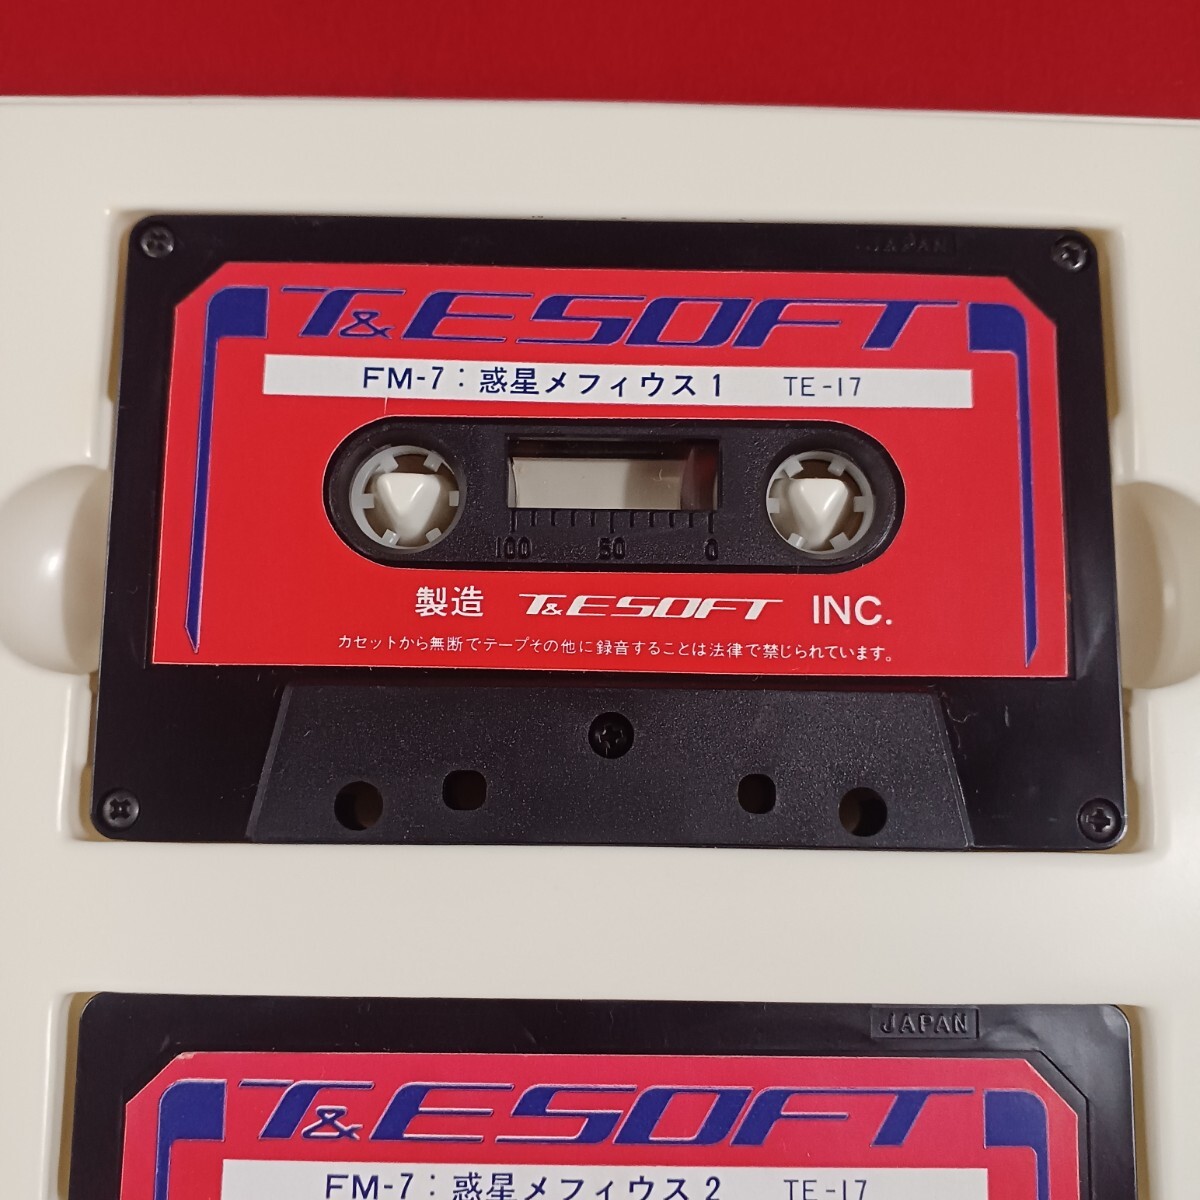 JAPAN
T&ESOFT
FM-7：惑星メフィウス1 TE-17
100 50 0
製造 T&ESOFT INC.
カセットから無断でテープその他に録音することは法律で禁じられています。
JAPAN
T&ESOFT
FM-7：惑星メフィウス2 TE-17